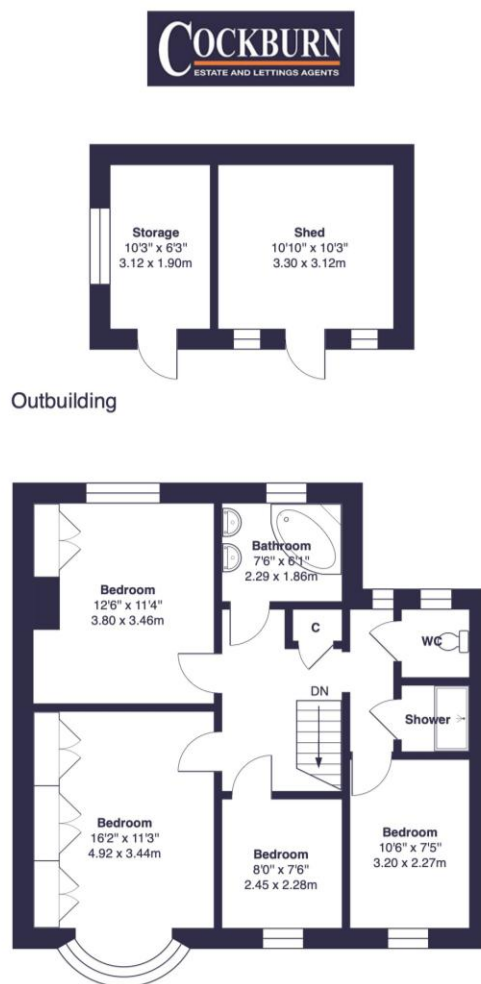 COCKBURN
ESTATE AND LETTINGS AGENTS
Storage
10'3" x 6'3"
3.12 x 1.90m
Shed
10'10" x 10'3"
3.30 x 3.12m
Outbuilding
Bathroom
7'6" x 6'1"
2.29 x 1.86m
Bedroom
12'6" x 11'4"
3.80 x 3.46m
C
WC
DN
Shower
Bedroom
16'2" x 11'3"
4.92 x 3.44m
Bedroom
8'0" x 7'6"
2.45 x 2.28m
Bedroom
10'6" x 7'5"
3.20 x 2.27m